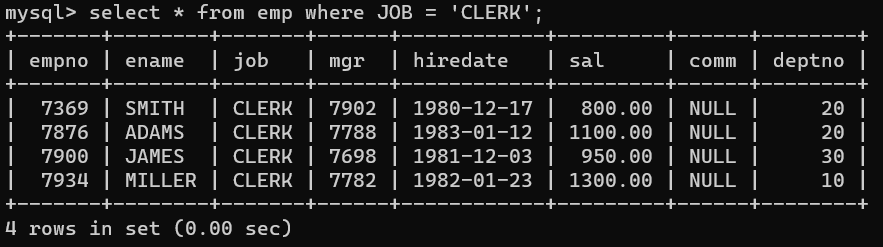 mysql> select * from emp where JOB = 'CLERK';
+-------+--------+-------+------+------------+---------+------+--------+
| empno | ename  | job   | mgr  | hiredate   | sal     | comm | deptno |
+-------+--------+-------+------+------------+---------+------+--------+
|  7369 | SMITH  | CLERK | 7902 | 1980-12-17 |  800.00 | NULL |     20 |
|  7876 | ADAMS  | CLERK | 7788 | 1983-01-12 | 1100.00 | NULL |     20 |
|  7900 | JAMES  | CLERK | 7698 | 1981-12-03 |  950.00 | NULL |     30 |
|  7934 | MILLER | CLERK | 7782 | 1982-01-23 | 1300.00 | NULL |     10 |
+-------+--------+-------+------+------------+---------+------+--------+
4 rows in set (0.00 sec)